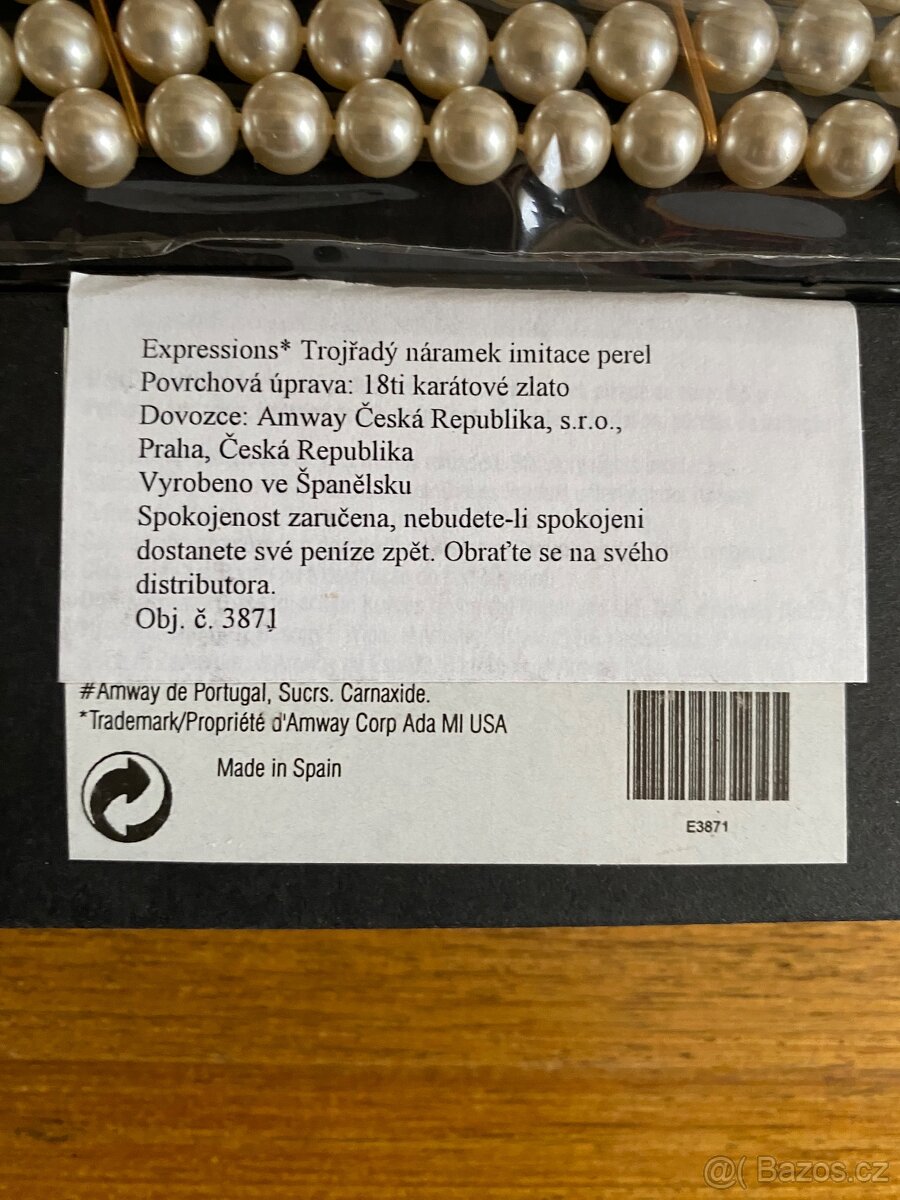 Expressions* Trojřadý náramek imitace perel
Povrchová úprava: 18ti karátové zlato
Dovozce: Amway Česká Republika, s.r.o.,
Praha, Česká Republika
Vyrobeno ve Španělsku
Spokojenost zaručena, nebudete-li spokojeni
dostanete své peníze zpět. Obraťte se na svého
distributora.
Obj. č. 3871
#Amway de Portugal, Sucrs. Carnaxide.
*Trademark/Propriété d'Amway Corp Ada MI USA
Made in Spain
E3871
@( Bazos.cz